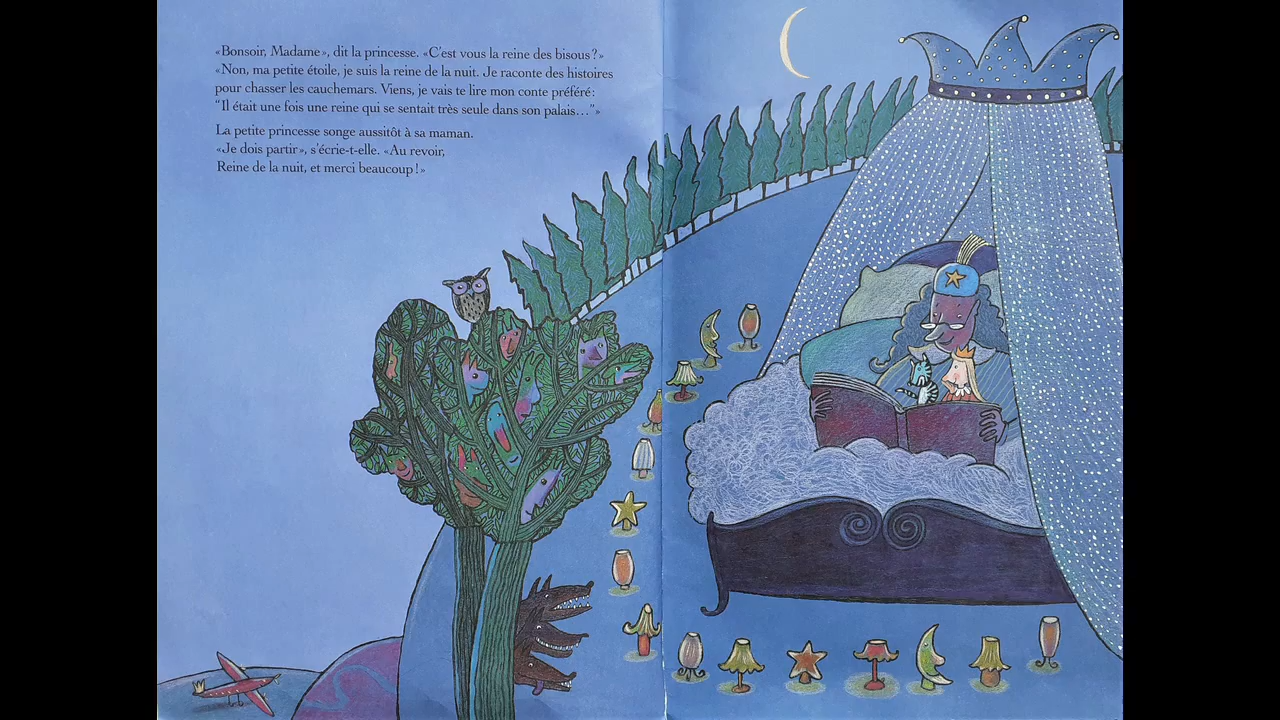 «Bonsoir, Madame», dit la princesse. «C'est vous la reine des bisous?»
«Non, ma petite étoile, je suis la reine de la nuit. Je raconte des histoires
pour chasser les cauchemars. Viens, je vais te lire mon conte préféré:
"Il était une fois une reine qui se sentait très seule dans son palais…"»
La petite princesse songe aussitôt à sa maman.
«Je dois partir», s'écrie-t-elle. «Au revoir,
Reine de la nuit, et merci beaucoup!»